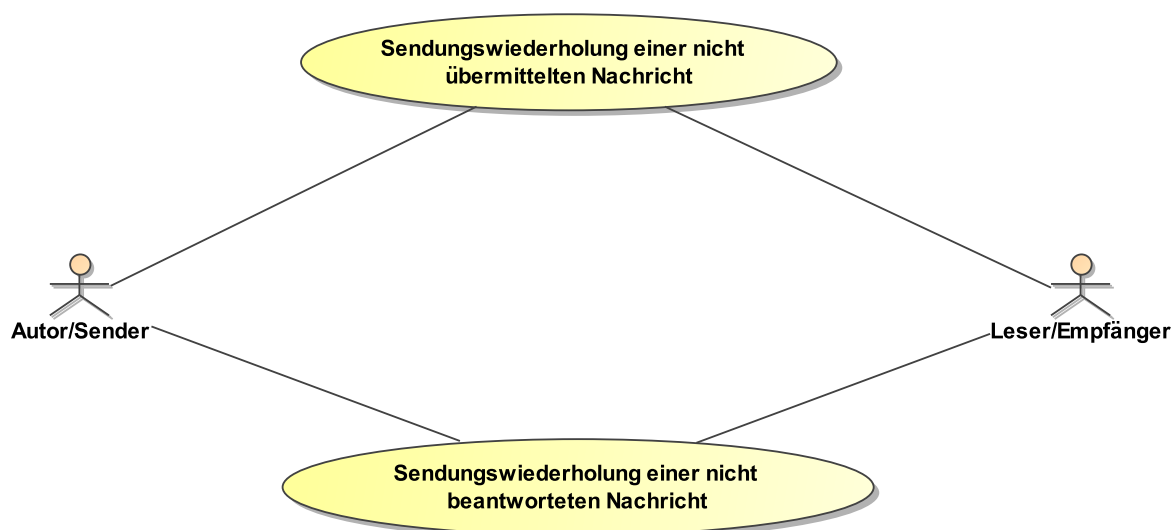 Sendungswiederholung einer nicht
übermittelten Nachricht
Autor/Sender
Leser/Empfänger
Sendungswiederholung einer nicht
beantworteten Nachricht